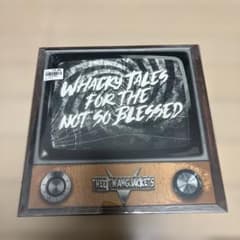 WHACKY TALES
FOR THE
NOT SO BLESSED